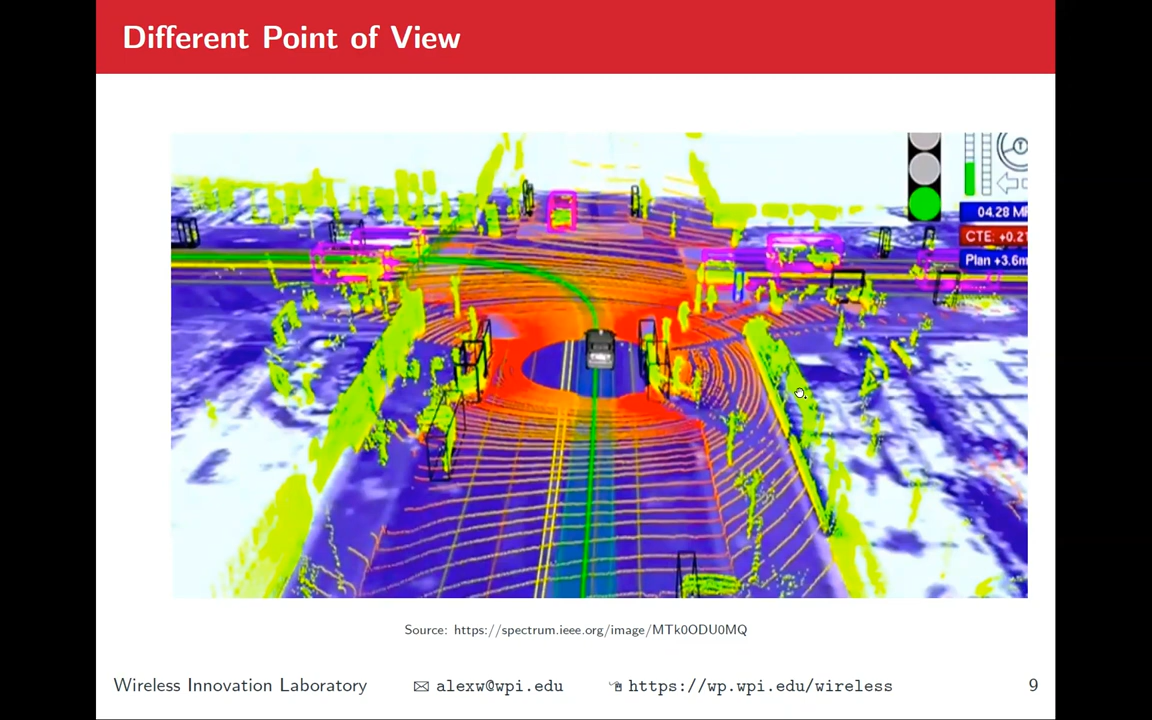 Different Point of View
T
04.28 M
CTE: +0.21
Plan +3.6m
Source: https://spectrum.ieee.org/image/MTk0ODU0MQ
Wireless Innovation Laboratory alexw@wpi.edu https://wp.wpi.edu/wireless 9